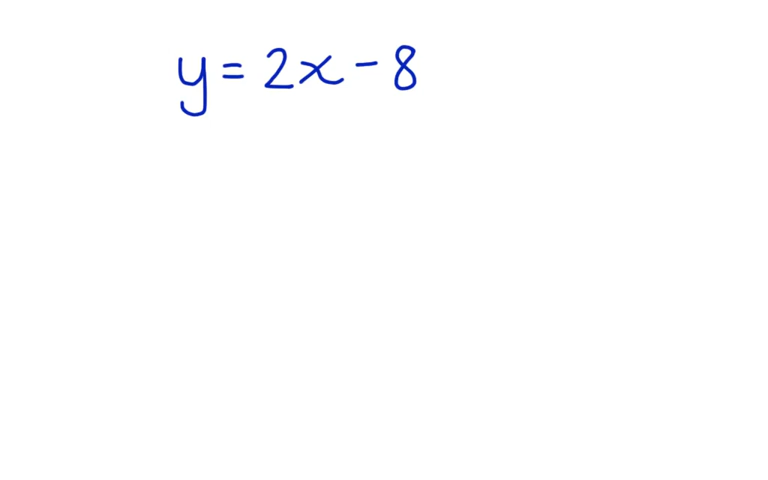 y = 2x - 8